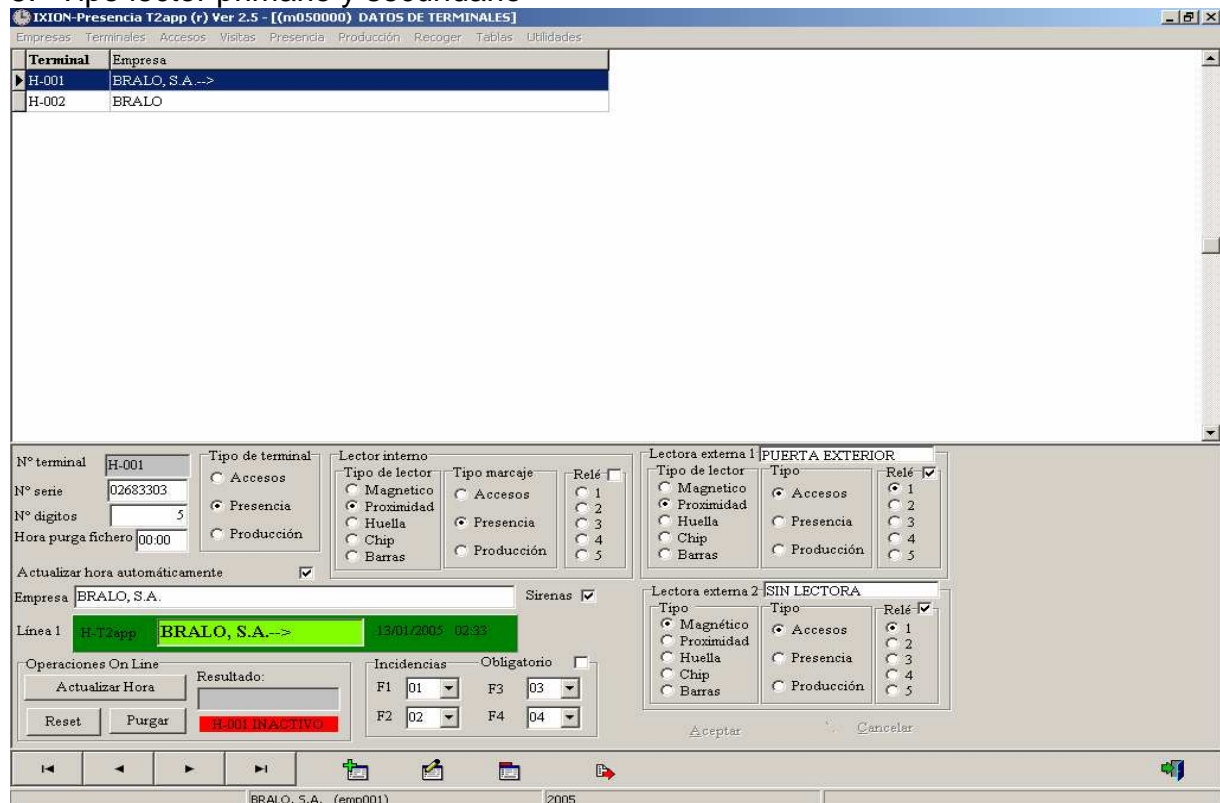 3.- Tipo lector primario y secundario
IXION-Presencia T2app (r) Ver 2.5 - [(m050000) DATOS DE TERMINALES]
Empresas Terminales Accesos Visitas Presencia Producción Recoger Tablas Utilidades
Terminal Empresa
H-001 BRALO, S.A.-->
H-002 BRALO
Nº terminal H-001
Nº serie 02683303
Nº digitos 5
Hora purga fichero 00:00
Actualizar hora automáticamente
Tipo de terminal
Accesos
Presencia
Producción
Lector interno
Tipo de lector
Magnetico
Proximidad
Huella
Chip
Barras
Tipo marcaje
Accesos
Presencia
Producción
Relé
1
2
3
4
5
Lectora externa 1 PUERTA EXTERIOR
Tipo de lector
Magnetico
Proximidad
Huella
Chip
Barras
Tipo
Accesos
Presencia
Producción
Relé
1
2
3
4
5
Empresa BRALO, S.A.
Sirenas
Línea 1 H-T2app BRALO, S.A.--> 13/01/2005 02:33
Lectora externa 2 SIN LECTORA
Tipo
Magnético
Proximidad
Huella
Chip
Barras
Tipo
Accesos
Presencia
Producción
Relé
1
2
3
4
5
Operaciones On Line
Actualizar Hora
Reset Purgar
Resultado:
H-001 INACTIVO
Incidencias Obligatorio
F1 01 F3 03
F2 02 F4 04
Aceptar Cancelar
BRALO, S.A. (emp001) 2005